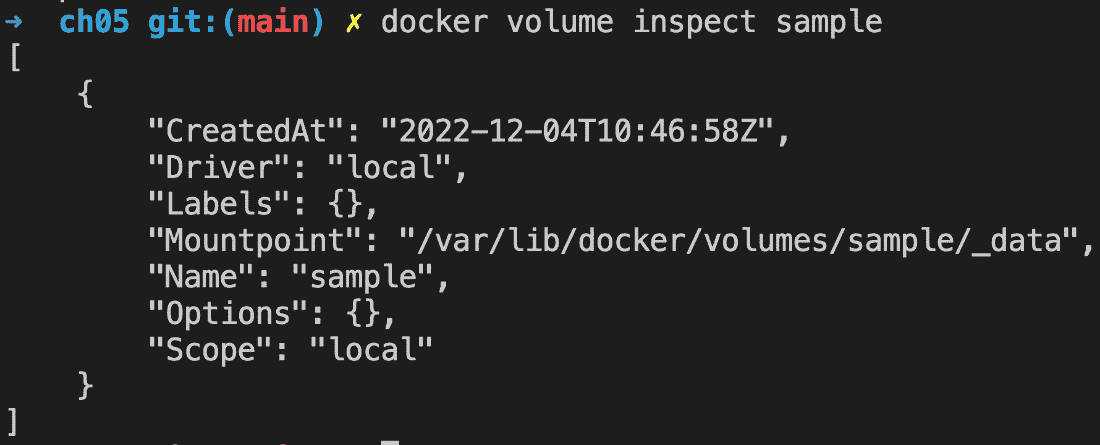 ➜  ch05 git:(main) ✗ docker volume inspect sample
[
    {
        "CreatedAt": "2022-12-04T10:46:58Z",
        "Driver": "local",
        "Labels": {},
        "Mountpoint": "/var/lib/docker/volumes/sample/_data",
        "Name": "sample",
        "Options": {},
        "Scope": "local"
    }
]